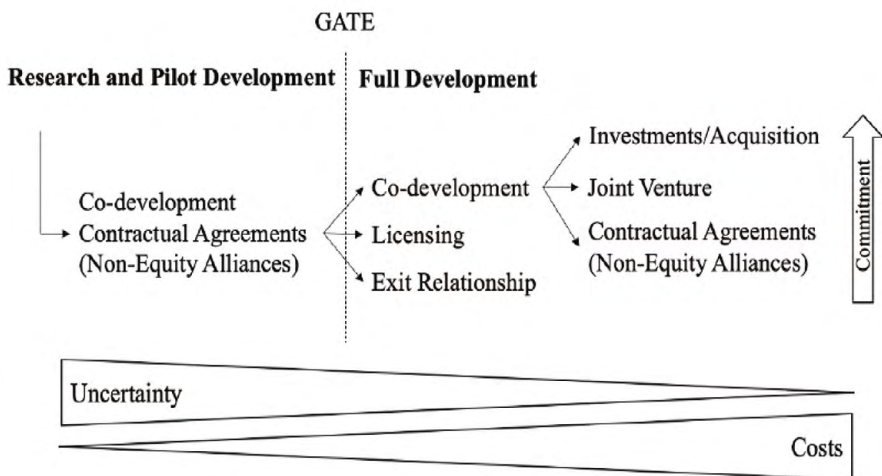 GATE
Research and Pilot Development
Full Development
Co-development
Contractual Agreements
(Non-Equity Alliances)
Co-development
Licensing
Exit Relationship
Investments/Acquisition
Joint Venture
Contractual Agreements
(Non-Equity Alliances)
Commitment
Uncertainty
Costs